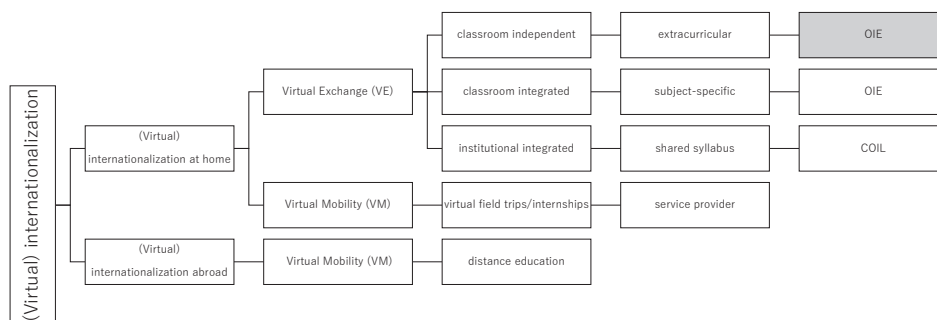 (Virtual) internationalization
(Virtual)
internationalization at home
Virtual Exchange (VE)
classroom independent
extracurricular
OIE
classroom integrated
subject-specific
OIE
institutional integrated
shared syllabus
COIL
Virtual Mobility (VM)
virtual field trips/internships
service provider
(Virtual)
internationalization abroad
Virtual Mobility (VM)
distance education